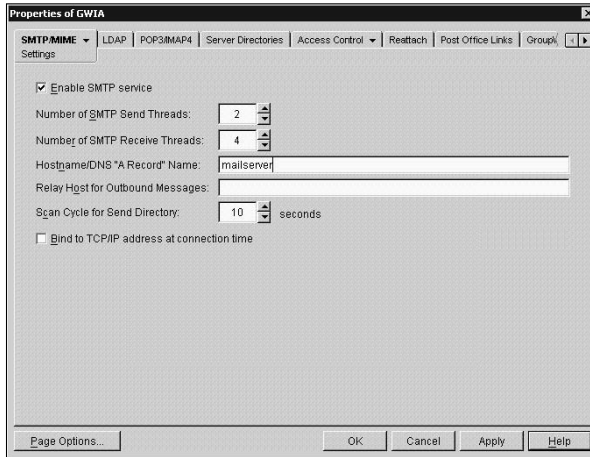 Properties of GWIA
SMTP/MIME LDAP POP3/IMAP4 Server Directories Access Control Reattach Post Office Links
Settings
Enable SMTP service
Number of SMTP Send Threads: 2
Number of SMTP Receive Threads: 4
Hostname/DNS "A Record" Name: mailserver
Relay Host for Outbound Messages:
Scan Cycle for Send Directory: 10 seconds
Bind to TCP/IP address at connection time
Page Options... OK Cancel Apply Help